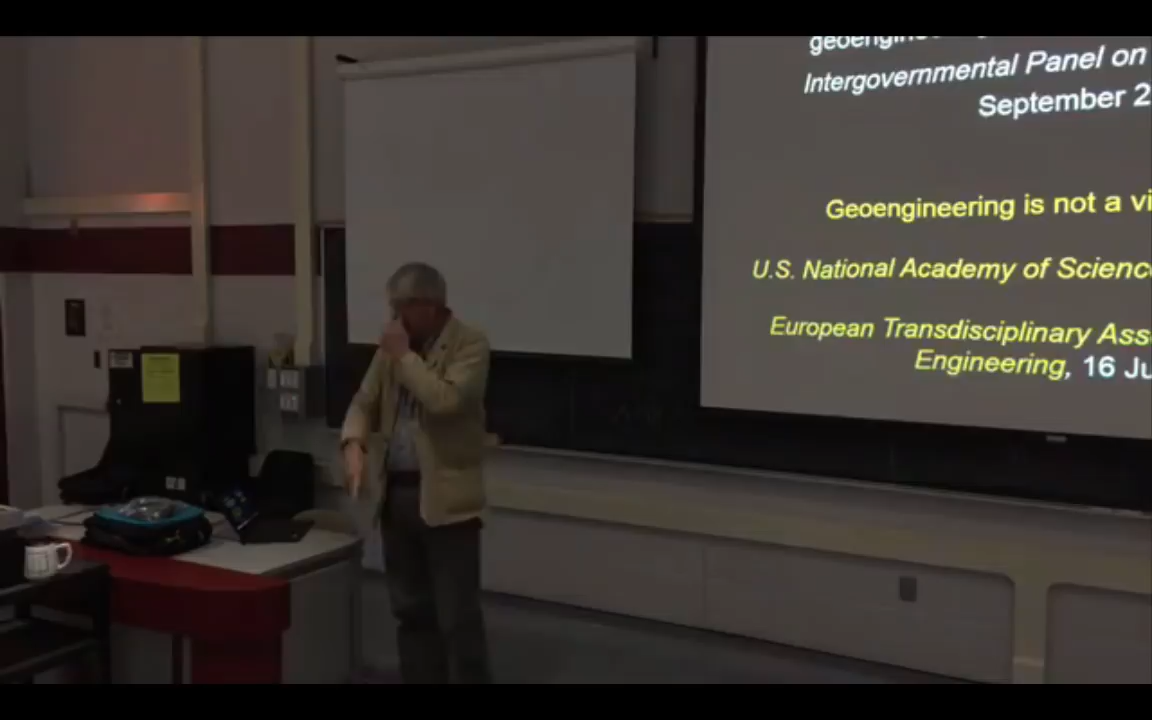 Intergovernmental Panel on
September 2
Geoengineering is not a vi
U.S. National Academy of Scienc
European Transdisciplinary Ass
Engineering, 16 Ju